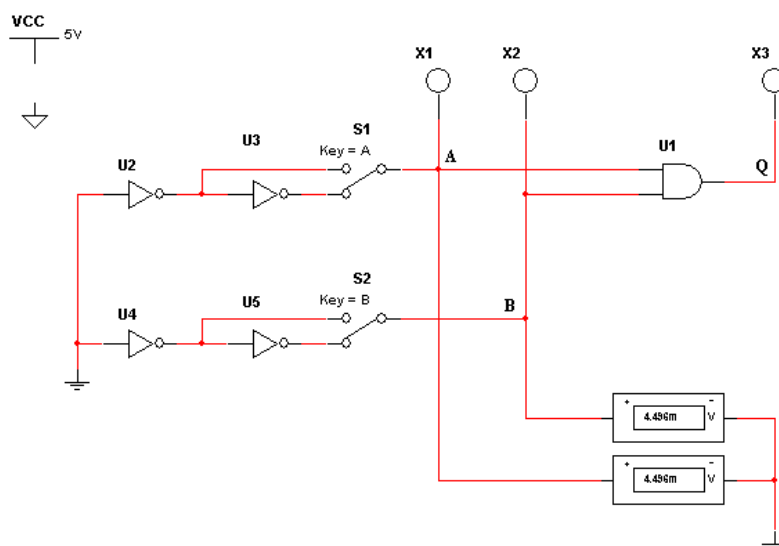 VCC
5V
X1
X2
X3
U3
S1
Key = A
U1
U2
A
Q
S2
Key = B
U4
U5
B
+
-
4.496m
V
+
-
4.496m
V